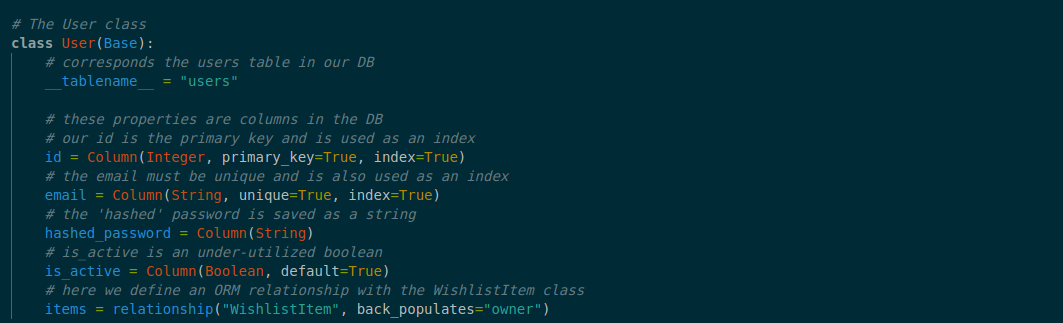 # The User class
class User(Base):
    # corresponds the users table in our DB
    __tablename__ = "users"

    # these properties are columns in the DB
    # our id is the primary key and is used as an index
    id = Column(Integer, primary_key=True, index=True)
    # the email must be unique and is also used as an index
    email = Column(String, unique=True, index=True)
    # the 'hashed' password is saved as a string
    hashed_password = Column(String)
    # is_active is an under-utilized boolean
    is_active = Column(Boolean, default=True)
    # here we define an ORM relationship with the WishlistItem class
    items = relationship("WishlistItem", back_populates="owner")